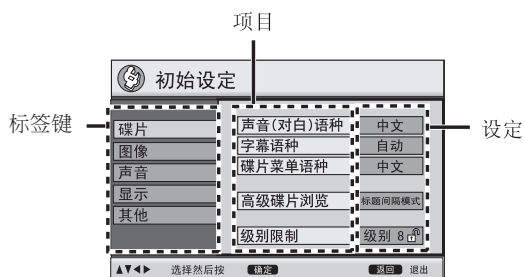 项目
初始设定
标签键
设定
碟片
图像
声音
显示
其他
声音(对白)语种 中文
字幕语种 自动
碟片菜单语种 中文
高级碟片浏览 标题间隔模式
级别限制 级别 8
▲▼◀▶ 选择然后按 确定 返回 退出